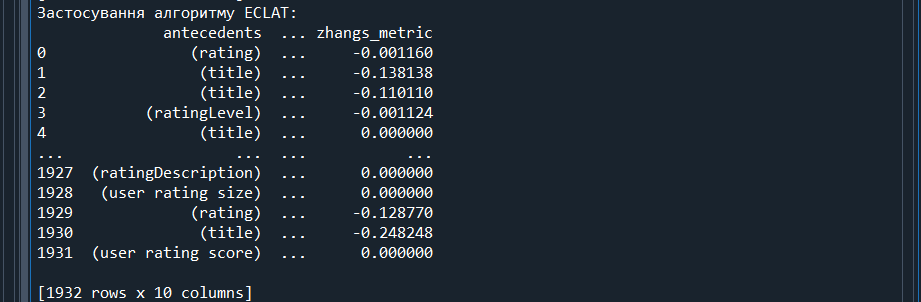 Застосування алгоритму ECLAT:
antecedents ... zhangs_metric
0 (rating) ... -0.001160
1 (title) ... -0.138138
2 (title) ... -0.110110
3 (ratingLevel) ... -0.001124
4 (title) ... 0.000000
... ... ... ...
1927 (ratingDescription) ... 0.000000
1928 (user rating size) ... 0.000000
1929 (rating) ... -0.128770
1930 (title) ... -0.248248
1931 (user rating score) ... 0.000000
[1932 rows x 10 columns]